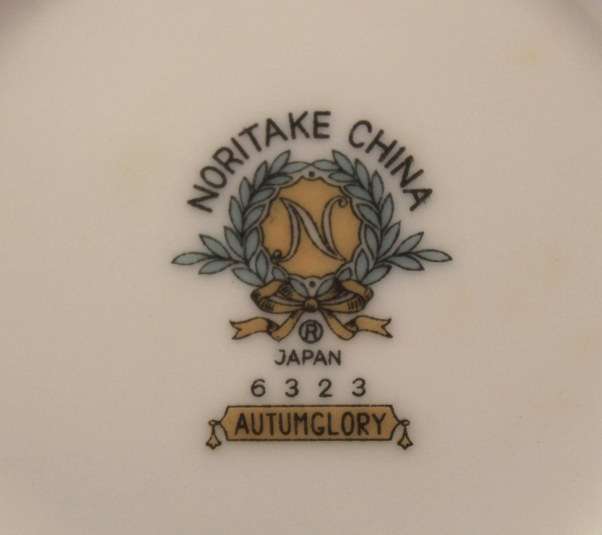 NORITAKE CHINA
N
®
JAPAN
6323
AUTUMGLORY